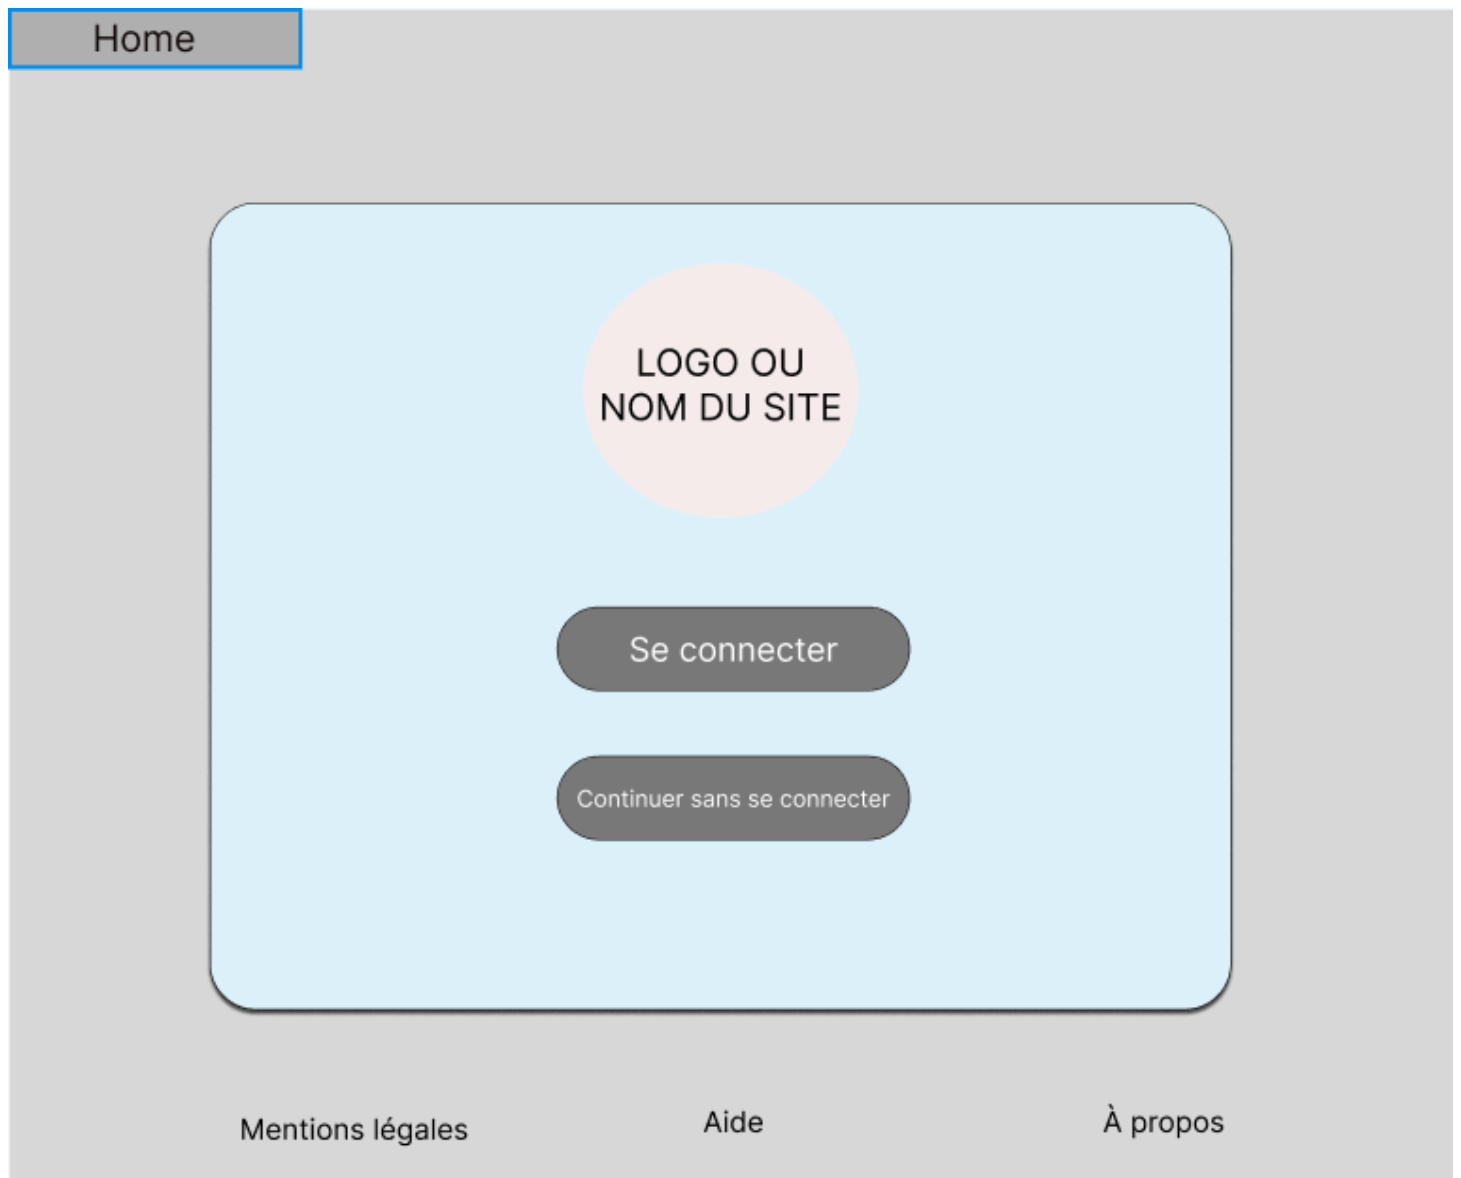 Home
LOGO OU
NOM DU SITE
Se connecter
Continuer sans se connecter
Mentions légales
Aide
À propos